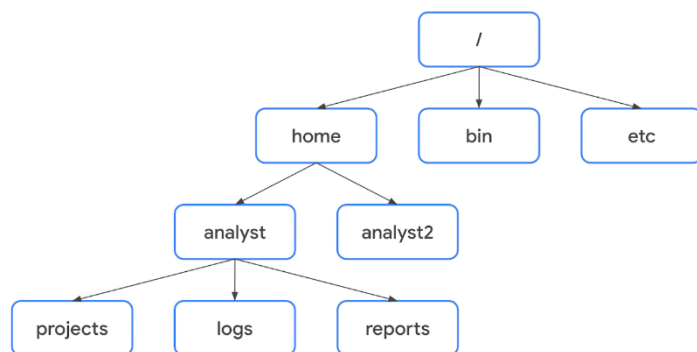 /
home
bin
etc
analyst
analyst2
projects
logs
reports